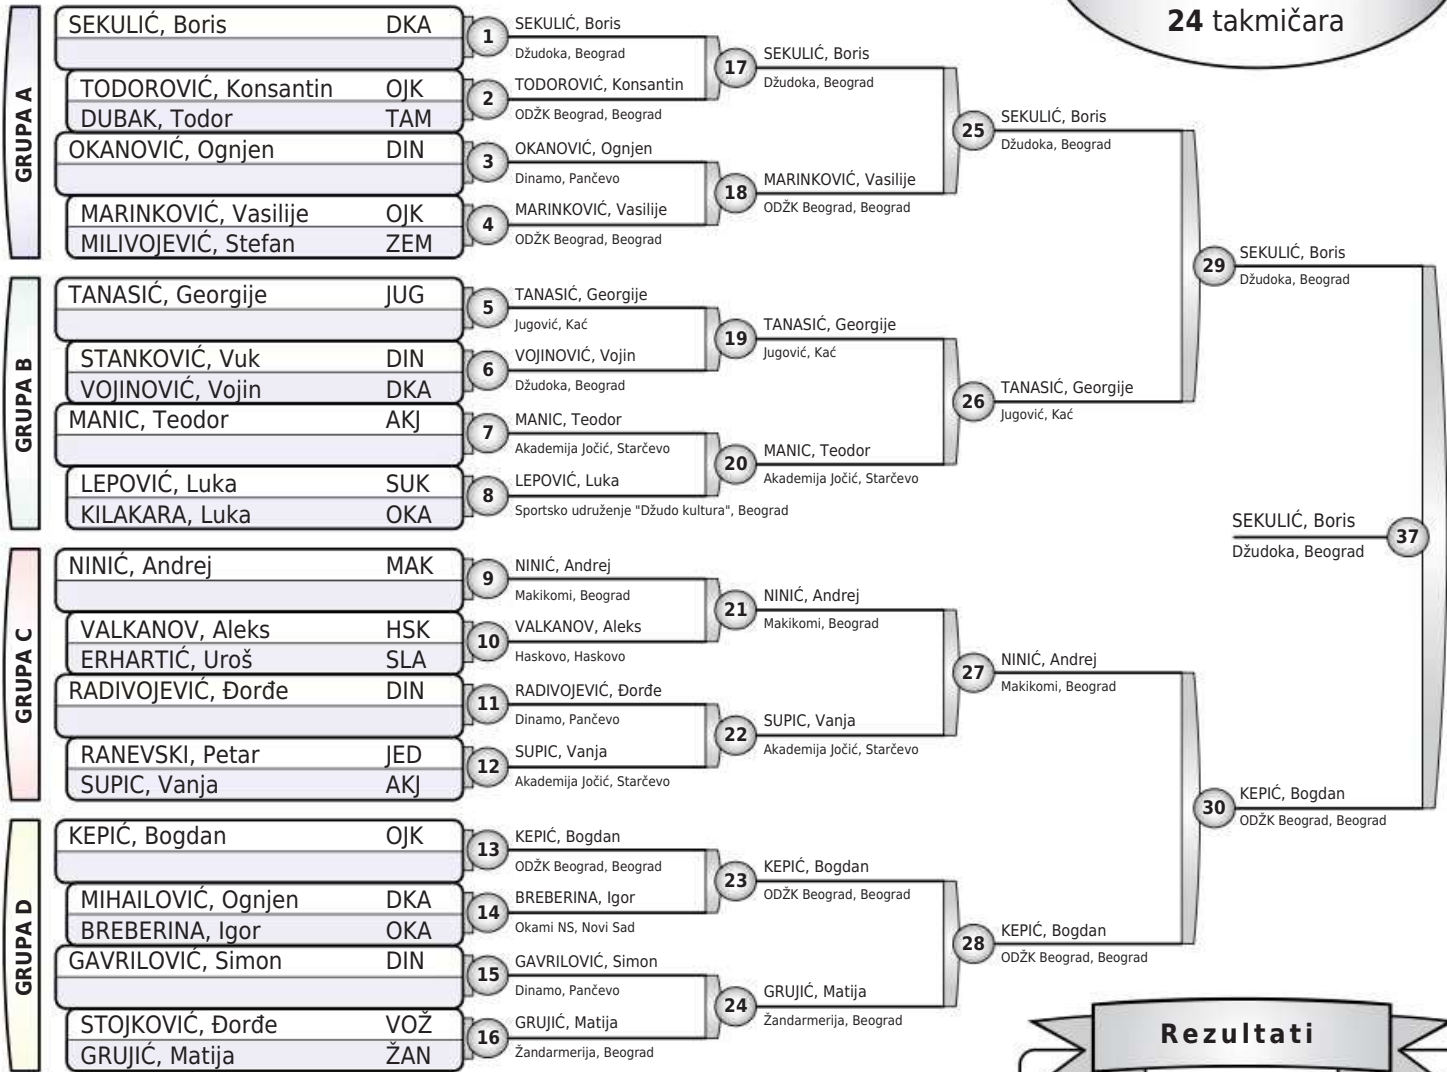 24 takmičara
GRUPA A
SEKULIĆ, Boris DKA
TODOROVIĆ, Konsantin OJK
DUBAK, Todor TAM
OKANOVIĆ, Ognjen DIN
MARINKOVIĆ, Vasilije OJK
MILIVOJEVIĆ, Stefan ZEM
GRUPA B
TANASIĆ, Georgije JUG
STANKOVIĆ, Vuk DIN
VOJINOVIĆ, Vojin DKA
MANIC, Teodor AKJ
LEPOVIĆ, Luka SUK
KILAKARA, Luka OKA
GRUPA C
NINIĆ, Andrej MAK
VALKANOV, Aleks HSK
ERHARTIĆ, Uroš SLA
RADIVOJEVIĆ, Đorđe DIN
RANEVSKI, Petar JED
SUPIC, Vanja AKJ
GRUPA D
KEPIĆ, Bogdan OJK
MIHAILOVIĆ, Ognjen DKA
BREBERINA, Igor OKA
GAVRILOVIĆ, Simon DIN
STOJKOVIĆ, Đorđe VOŽ
GRUJIĆ, Matija ŽAN
1 SEKULIĆ, Boris
Džudoka, Beograd
2 TODOROVIĆ, Konsantin
ODŽK Beograd, Beograd
3 OKANOVIĆ, Ognjen
Dinamo, Pančevo
4 MARINKOVIĆ, Vasilije
ODŽK Beograd, Beograd
5 TANASIĆ, Georgije
Jugović, Kać
6 VOJINOVIĆ, Vojin
Džudoka, Beograd
7 MANIC, Teodor
Akademija Jočić, Starčevo
8 LEPOVIĆ, Luka
Sportsko udruženje "Džudo kultura", Beograd
9 NINIĆ, Andrej
Makikomi, Beograd
10 VALKANOV, Aleks
Haskovo, Haskovo
11 RADIVOJEVIĆ, Đorđe
Dinamo, Pančevo
12 SUPIC, Vanja
Akademija Jočić, Starčevo
13 KEPIĆ, Bogdan
ODŽK Beograd, Beograd
14 BREBERINA, Igor
Okami NS, Novi Sad
15 GAVRILOVIĆ, Simon
Dinamo, Pančevo
16 GRUJIĆ, Matija
Žandarmerija, Beograd
17 SEKULIĆ, Boris
Džudoka, Beograd
18 MARINKOVIĆ, Vasilije
ODŽK Beograd, Beograd
19 TANASIĆ, Georgije
Jugović, Kać
20 MANIC, Teodor
Akademija Jočić, Starčevo
21 NINIĆ, Andrej
Makikomi, Beograd
22 SUPIC, Vanja
Akademija Jočić, Starčevo
23 KEPIĆ, Bogdan
ODŽK Beograd, Beograd
24 GRUJIĆ, Matija
Žandarmerija, Beograd
25 SEKULIĆ, Boris
Džudoka, Beograd
26 TANASIĆ, Georgije
Jugović, Kać
27 NINIĆ, Andrej
Makikomi, Beograd
28 KEPIĆ, Bogdan
ODŽK Beograd, Beograd
29 SEKULIĆ, Boris
Džudoka, Beograd
30 KEPIĆ, Bogdan
ODŽK Beograd, Beograd
SEKULIĆ, Boris 37
Džudoka, Beograd
Rezultati